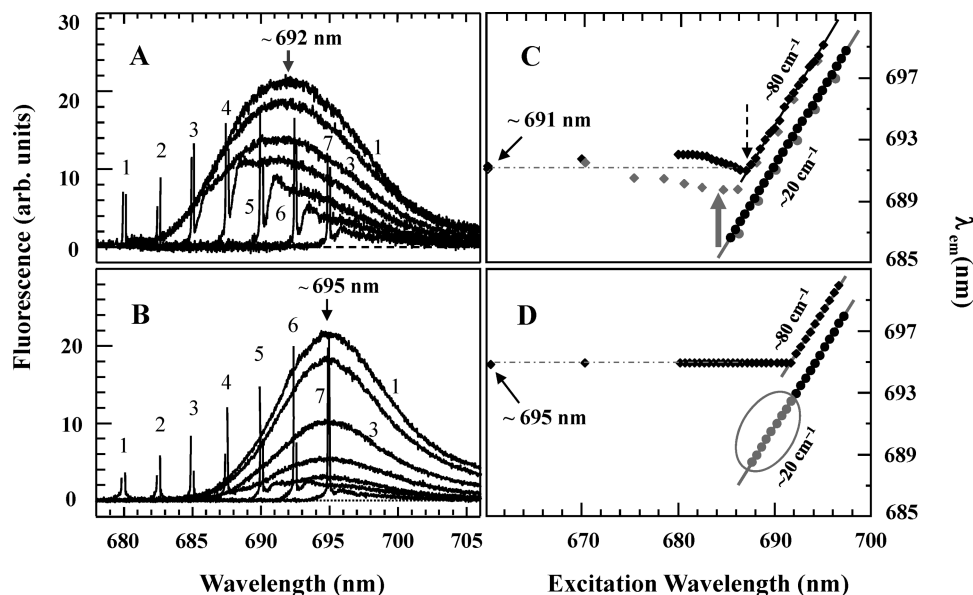 30
20
10
0
A
~ 692 nm
1
2
3
4
5
6
7
3
1
20
10
0
B
~ 695 nm
1
2
3
4
5
6
7
3
1
680 685 690 695 700 705
Wavelength (nm)
Fluorescence (arb. units)
C
~ 691 nm
~80 cm⁻¹
~20 cm⁻¹
697
693
689
685
D
~ 695 nm
~80 cm⁻¹
~20 cm⁻¹
697
693
689
685
670 680 690 700
Excitation Wavelength (nm)
λem(nm)